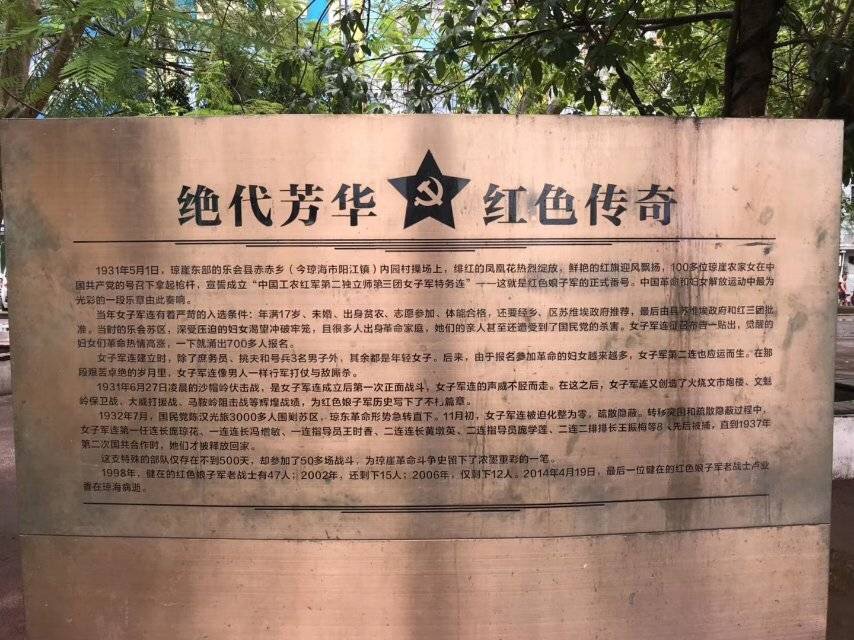 绝代芳华 红色传奇
1931年5月1日，琼崖东部的乐会县赤赤乡（今琼海市阳江镇）内园村操场上，绯红的凤凰花热烈绽放，鲜艳的红旗迎风飘扬，100多位琼崖农家女在中
国共产党的号召下拿起枪杆，宣誓成立“中国工农红军第二独立师第三团女子军特务连”——这就是红色娘子军的正式番号。中国革命和妇女解放运动中最为
光彩的一段乐章由此奏响。
当年女子军连有着严苛的入选条件：年满17岁、未婚、出身贫农、志愿参加、体能合格，还要经乡、区苏维埃政府推荐，最后由县苏维埃政府和红三团批
准。当时的乐会苏区，深受压迫的妇女渴望冲破牢笼，且很多人出身革命家庭，她们的亲人甚至还遭受到了国民党的杀害。女子军连征召布告一贴出，觉醒的
妇女们革命热情高涨，一下就涌出700多人报名。
女子军连建立时，除了庶务员、挑夫和号兵3名男子外，其余都是年轻女子。后来，由于报名参加革命的妇女越来越多，女子军第二连也应运而生。在那
段艰苦卓绝的岁月里，女子军连像男人一样行军打仗与敌厮杀。
1931年6月27日凌晨的沙帽岭伏击战，是女子军连成立后第一次正面战斗，女子军连的声威不胫而走。在这之后，女子军连又创造了火烧文市炮楼、文魁
岭保卫战、大威打援战、马鞍岭阻击战等辉煌战绩，为红色娘子军历史写下了不朽篇章。
1932年7月，国民党陈汉光旅3000多人围剿苏区，琼东革命形势急转直下。11月初，女子军连被迫化整为零，疏散隐蔽。转移突围和疏散隐蔽过程中，
女子军连第一任连长庞琼花、一连连长冯增敏、一连指导员王时香、二连连长黄墩英、二连指导员庞学莲、二连二排排长王振梅等8人先后被捕，直到1937年
第二次国共合作时，她们才被释放回家。
这支特殊的部队仅存在不到500天，却参加了50多场战斗，为琼崖革命斗争史留下了浓墨重彩的一笔。
1998年，健在的红色娘子军老战士有47人；2002年，还剩下15人；2006年，仅剩下12人。2014年4月19日，最后一位健在的红色娘子军老战士卢业
香在琼海病逝。